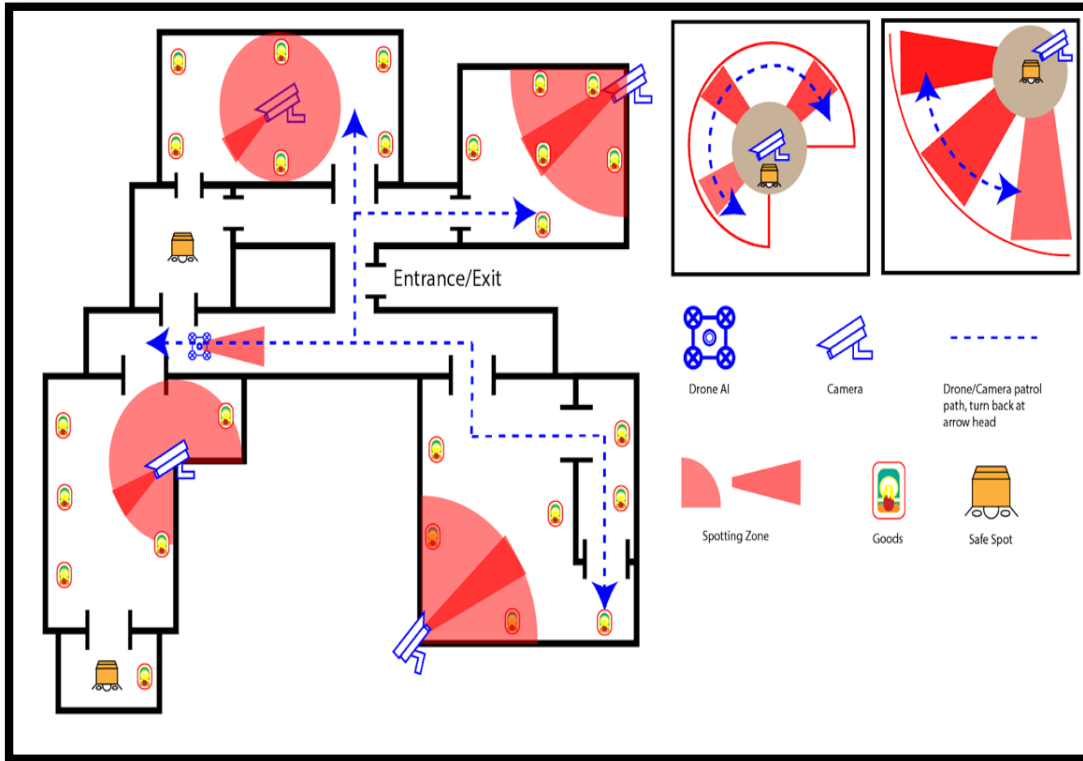 Entrance/Exit
Drone AI
Camera
Drone/Camera patrol
path, turn back at
arrow head
Spotting Zone
Goods
Safe Spot